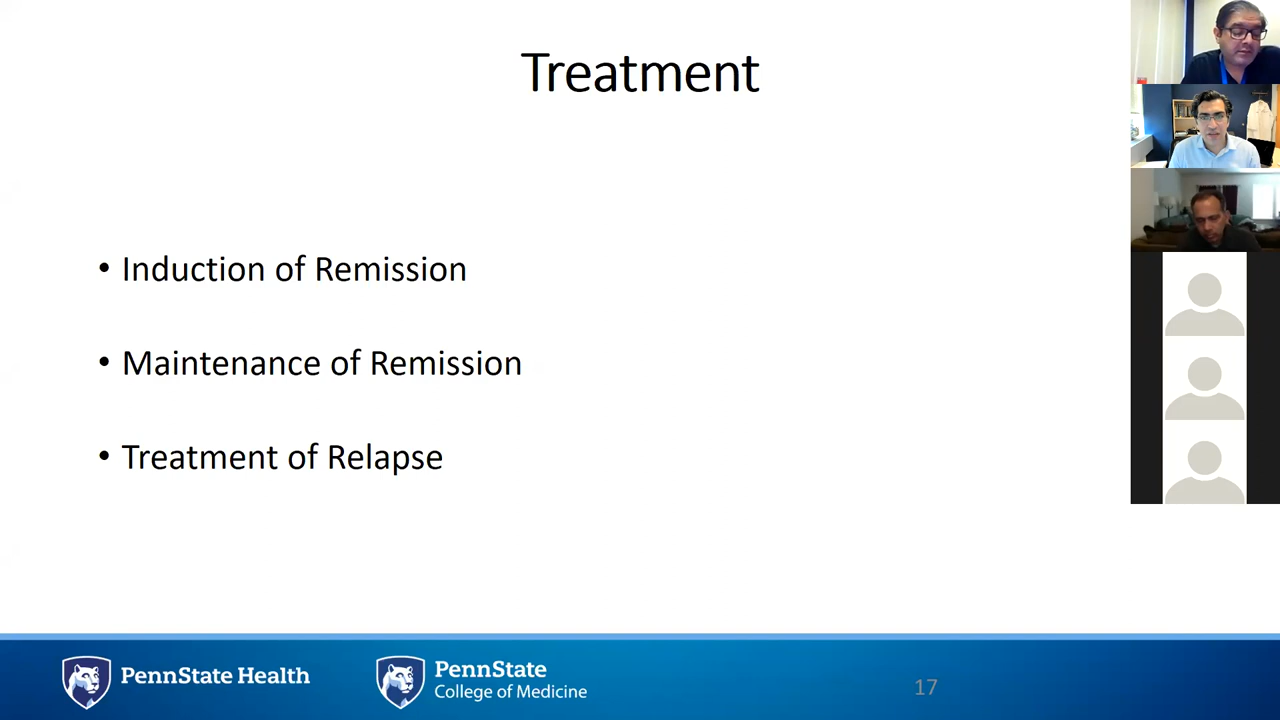 Treatment
• Induction of Remission
• Maintenance of Remission
• Treatment of Relapse
PennState Health
PennState
College of Medicine
17